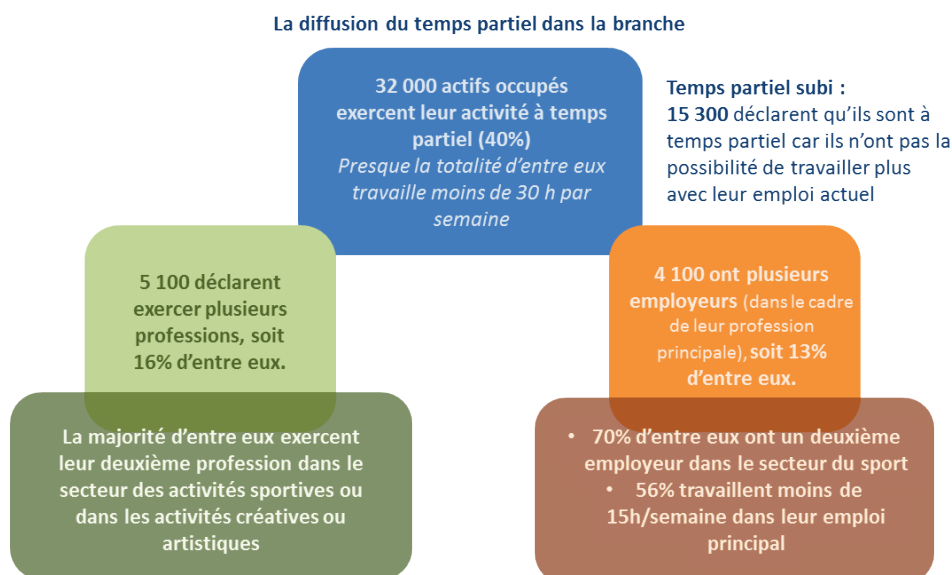 La diffusion du temps partiel dans la branche
32 000 actifs occupés
exercent leur activité à temps
partiel (40%)
Presque la totalité d’entre eux
travaille moins de 30 h par
semaine
Temps partiel subi :
15 300 déclarent qu’ils sont à
temps partiel car ils n’ont pas la
possibilité de travailler plus
avec leur emploi actuel
5 100 déclarent
exercer plusieurs
professions, soit
16% d’entre eux.
4 100 ont plusieurs
employeurs (dans le cadre
de leur profession
principale), soit 13%
d’entre eux.
La majorité d’entre eux exercent
leur deuxième profession dans le
secteur des activités sportives ou
dans les activités créatives ou
artistiques
• 70% d’entre eux ont un deuxième
employeur dans le secteur du sport
• 56% travaillent moins de
15h/semaine dans leur emploi
principal